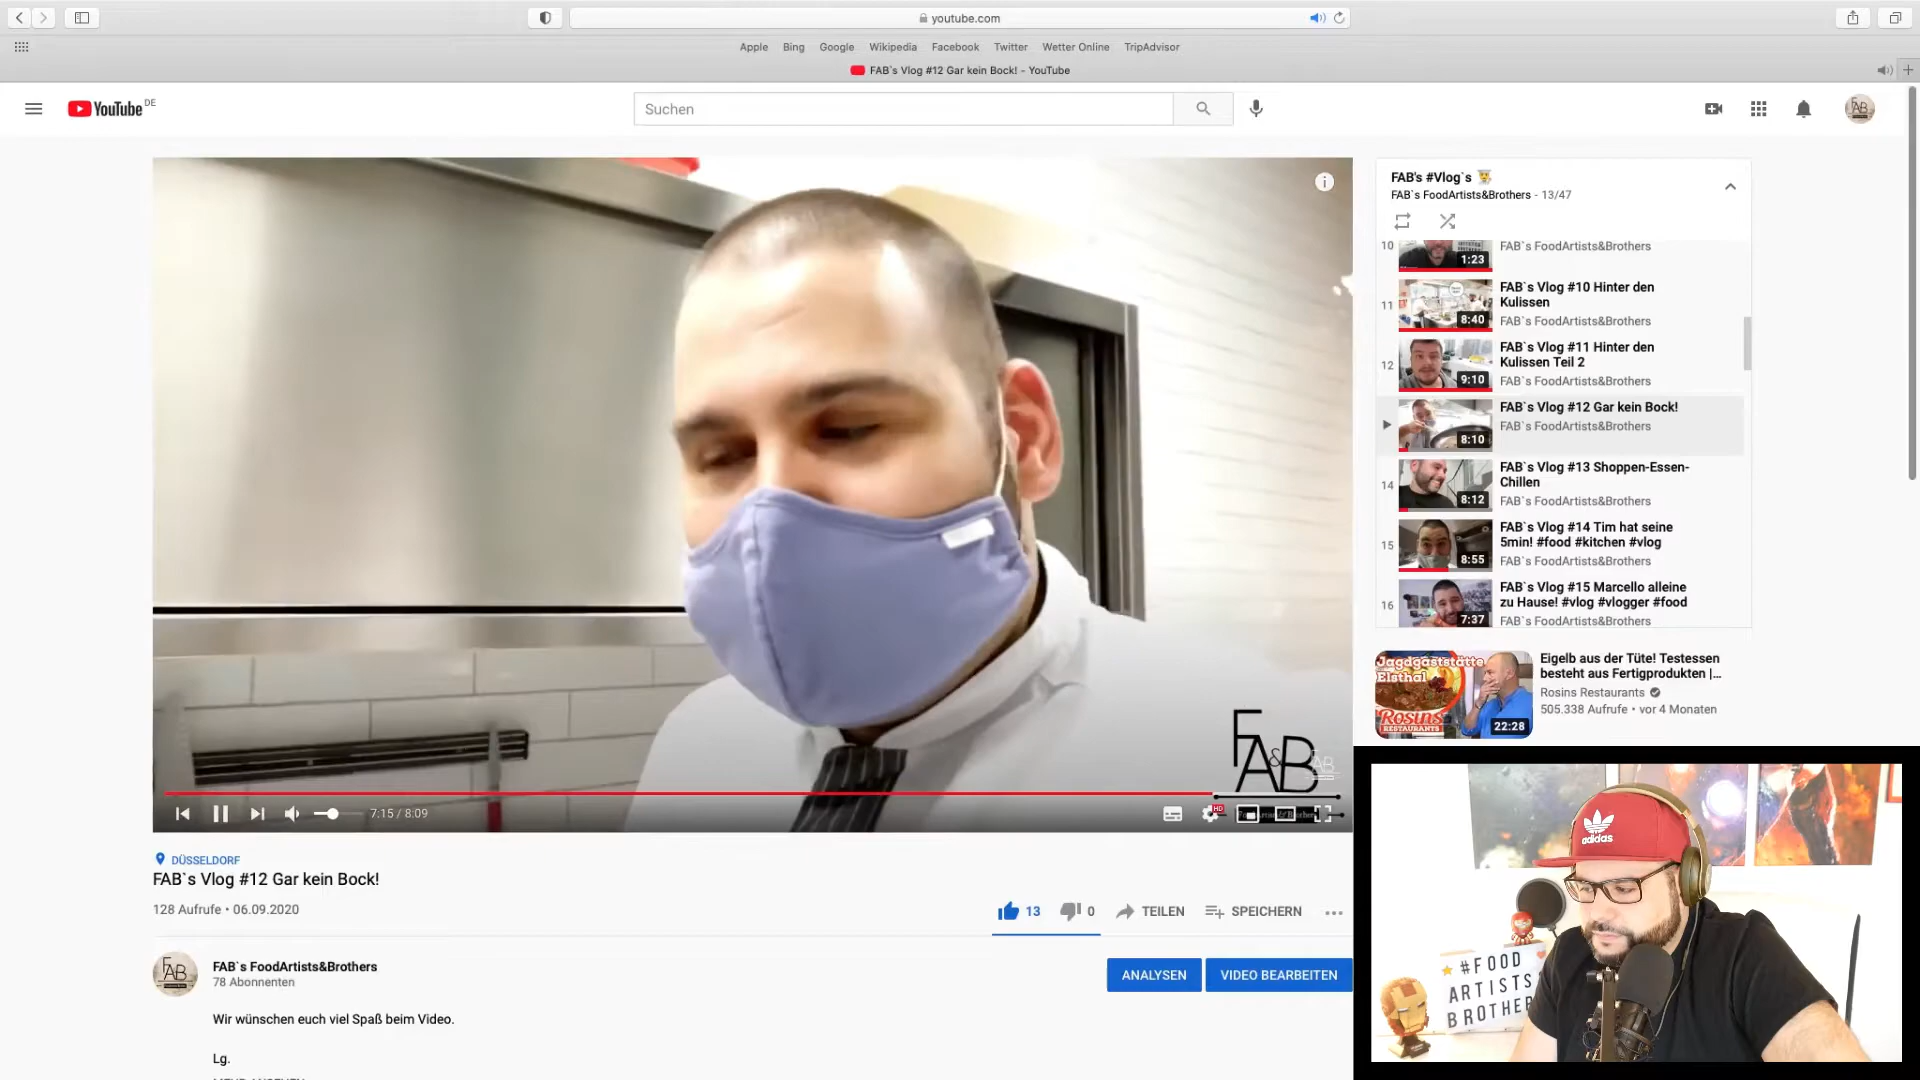 youtube.com
Apple Bing Google Wikipedia Facebook Twitter Wetter Online TripAdvisor
FAB`s Vlog #12 Gar kein Bock! - YouTube
YouTube DE
Suchen
FAB's #Vlog`s
FAB`s FoodArtists&Brothers - 13/47
10
1:23
FAB`s FoodArtists&Brothers
11
8:40
FAB`s Vlog #10 Hinter den
Kulissen
FAB`s FoodArtists&Brothers
12
9:10
FAB`s Vlog #11 Hinter den
Kulissen Teil 2
FAB`s FoodArtists&Brothers
8:10
FAB`s Vlog #12 Gar kein Bock!
FAB`s FoodArtists&Brothers
14
8:12
FAB`s Vlog #13 Shoppen-Essen-
Chillen
FAB`s FoodArtists&Brothers
15
8:55
FAB`s Vlog #14 Tim hat seine
5min! #food #kitchen #vlog
FAB`s FoodArtists&Brothers
16
7:37
FAB`s Vlog #15 Marcello alleine
zu Hause! #vlog #vlogger #food
FAB`s FoodArtists&Brothers
Jagdgaststätte
Elsthal
Rosins
RESTAURANTS
22:28
Eigelb aus der Tüte! Testessen
besteht aus Fertigprodukten |...
Rosins Restaurants
505.338 Aufrufe • vor 4 Monaten
FA&B
7:15 / 8:09
HD
DÜSSELDORF
FAB`s Vlog #12 Gar kein Bock!
128 Aufrufe • 06.09.2020
13 0 TEILEN SPEICHERN
FAB
FAB`s FoodArtists&Brothers
78 Abonnenten
ANALYSEN VIDEO BEARBEITEN
Wir wünschen euch viel Spaß beim Video.
Lg.
adidas
#FOOD
ARTISTS
BROTHER